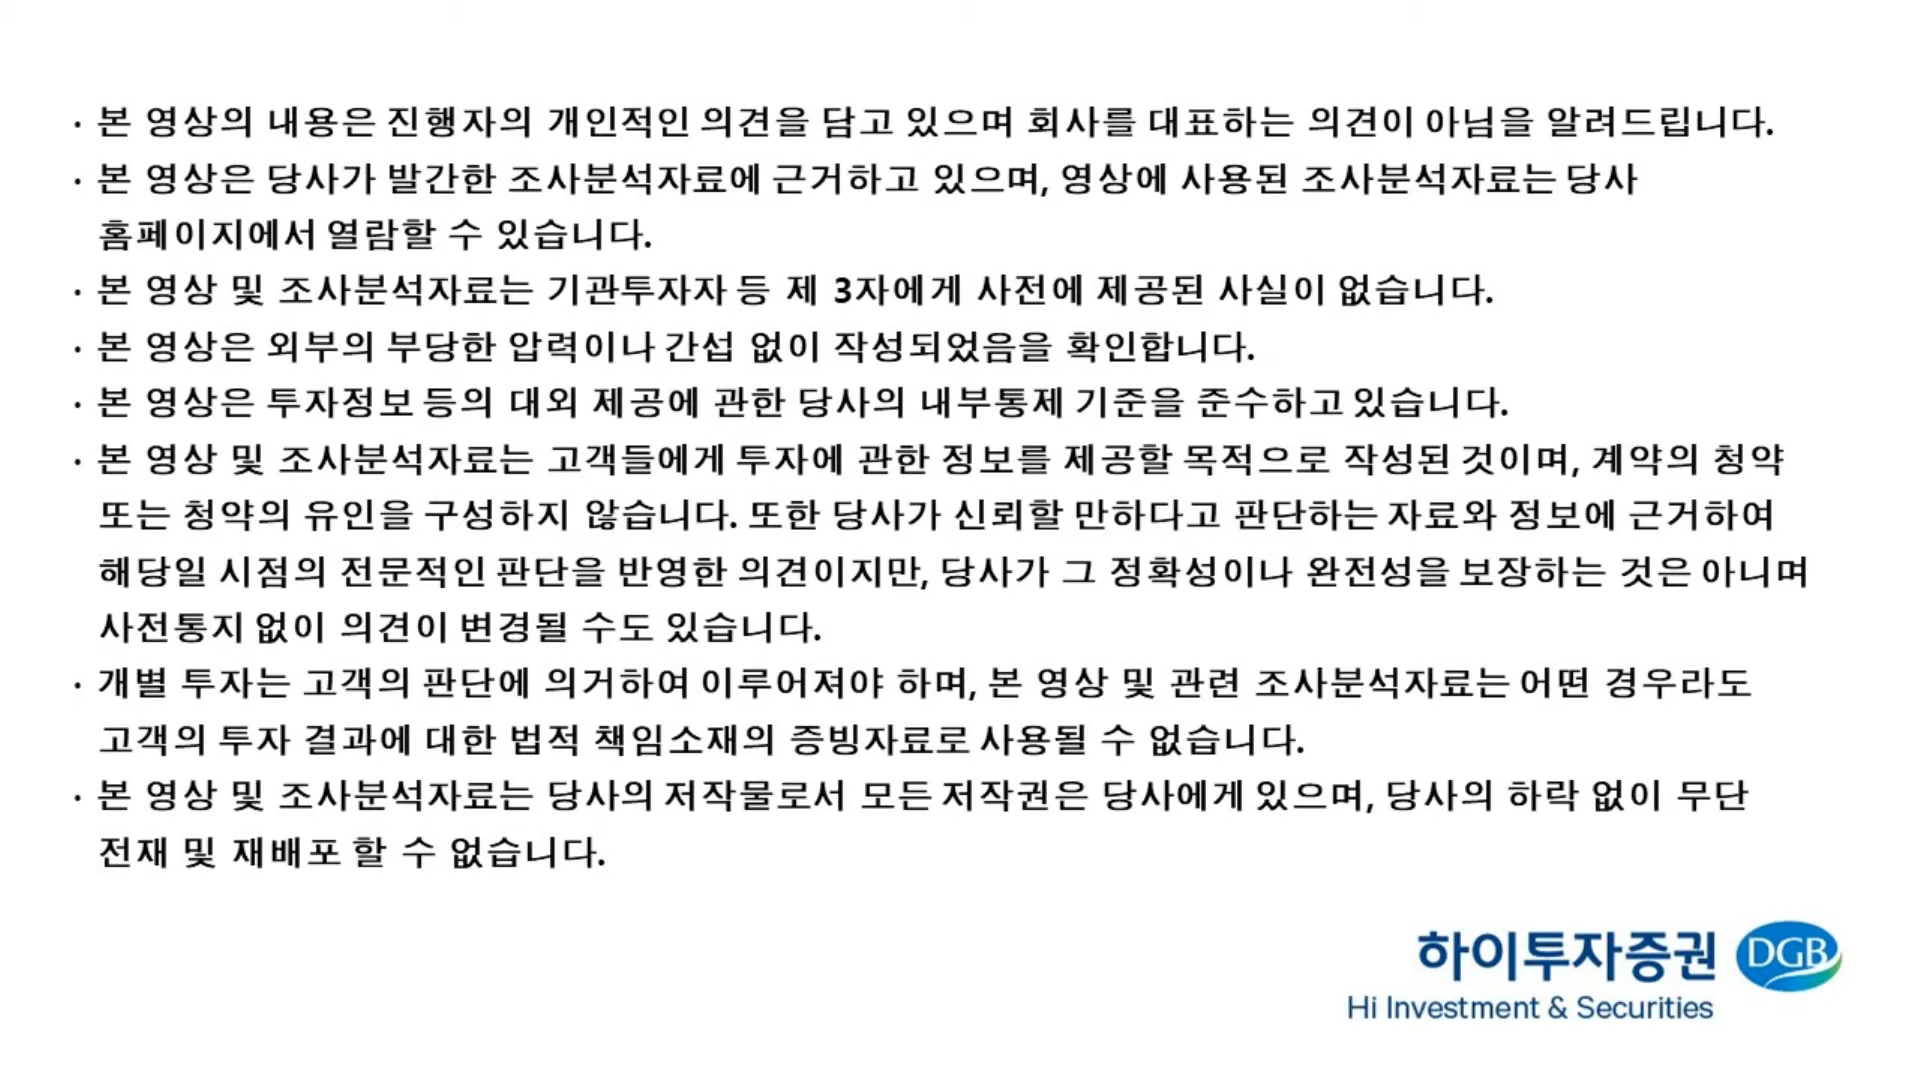 · 본 영상의 내용은 진행자의 개인적인 의견을 담고 있으며 회사를 대표하는 의견이 아님을 알려드립니다.
· 본 영상은 당사가 발간한 조사분석자료에 근거하고 있으며, 영상에 사용된 조사분석자료는 당사
홈페이지에서 열람할 수 있습니다.
· 본 영상 및 조사분석자료는 기관투자자 등 제 3자에게 사전에 제공된 사실이 없습니다.
· 본 영상은 외부의 부당한 압력이나 간섭 없이 작성되었음을 확인합니다.
· 본 영상은 투자정보 등의 대외 제공에 관한 당사의 내부통제 기준을 준수하고 있습니다.
· 본 영상 및 조사분석자료는 고객들에게 투자에 관한 정보를 제공할 목적으로 작성된 것이며, 계약의 청약
또는 청약의 유인을 구성하지 않습니다. 또한 당사가 신뢰할 만하다고 판단하는 자료와 정보에 근거하여
해당일 시점의 전문적인 판단을 반영한 의견이지만, 당사가 그 정확성이나 완전성을 보장하는 것은 아니며
사전통지 없이 의견이 변경될 수도 있습니다.
· 개별 투자는 고객의 판단에 의거하여 이루어져야 하며, 본 영상 및 관련 조사분석자료는 어떤 경우라도
고객의 투자 결과에 대한 법적 책임소재의 증빙자료로 사용될 수 없습니다.
· 본 영상 및 조사분석자료는 당사의 저작물로서 모든 저작권은 당사에게 있으며, 당사의 하락 없이 무단
전재 및 재배포 할 수 없습니다.
하이투자증권 DGB
Hi Investment & Securities